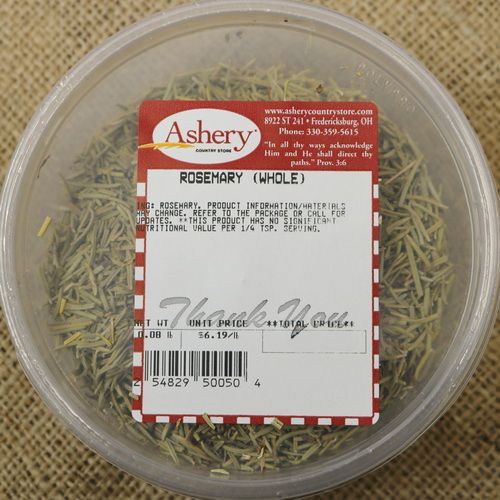 www.asherycountrystore.com
8922 ST 241 • Fredericksburg, OH
Phone: 330-359-5615
"In all thy ways acknowledge
Him and He shall direct thy
paths." Prov. 3:6
Ashery
COUNTRY STORE
ROSEMARY (WHOLE)
ING: ROSEMARY. PRODUCT INFORMATION/MATERIALS
MAY CHANGE. REFER TO THE PACKAGE OR CALL FOR
UPDATES. **THIS PRODUCT HAS NO SIGNIFICANT
NUTRITIONAL VALUE PER 1/4 TSP. SERVING.
Thank You
NET WT UNIT PRICE **TOTAL PRICE**
0.08 lb $6.19/lb
2 54829 50050 4